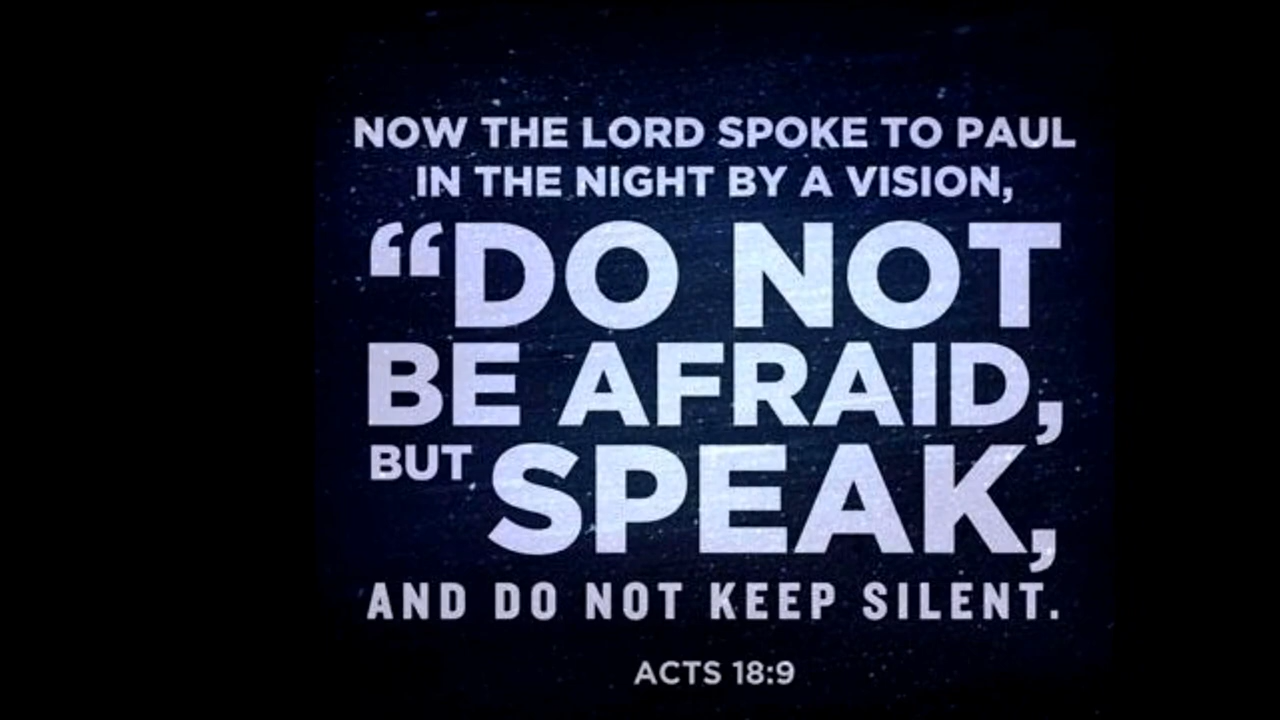 NOW THE LORD SPOKE TO PAUL
IN THE NIGHT BY A VISION,
“DO NOT
BE AFRAID,
BUT SPEAK,
AND DO NOT KEEP SILENT.
ACTS 18:9